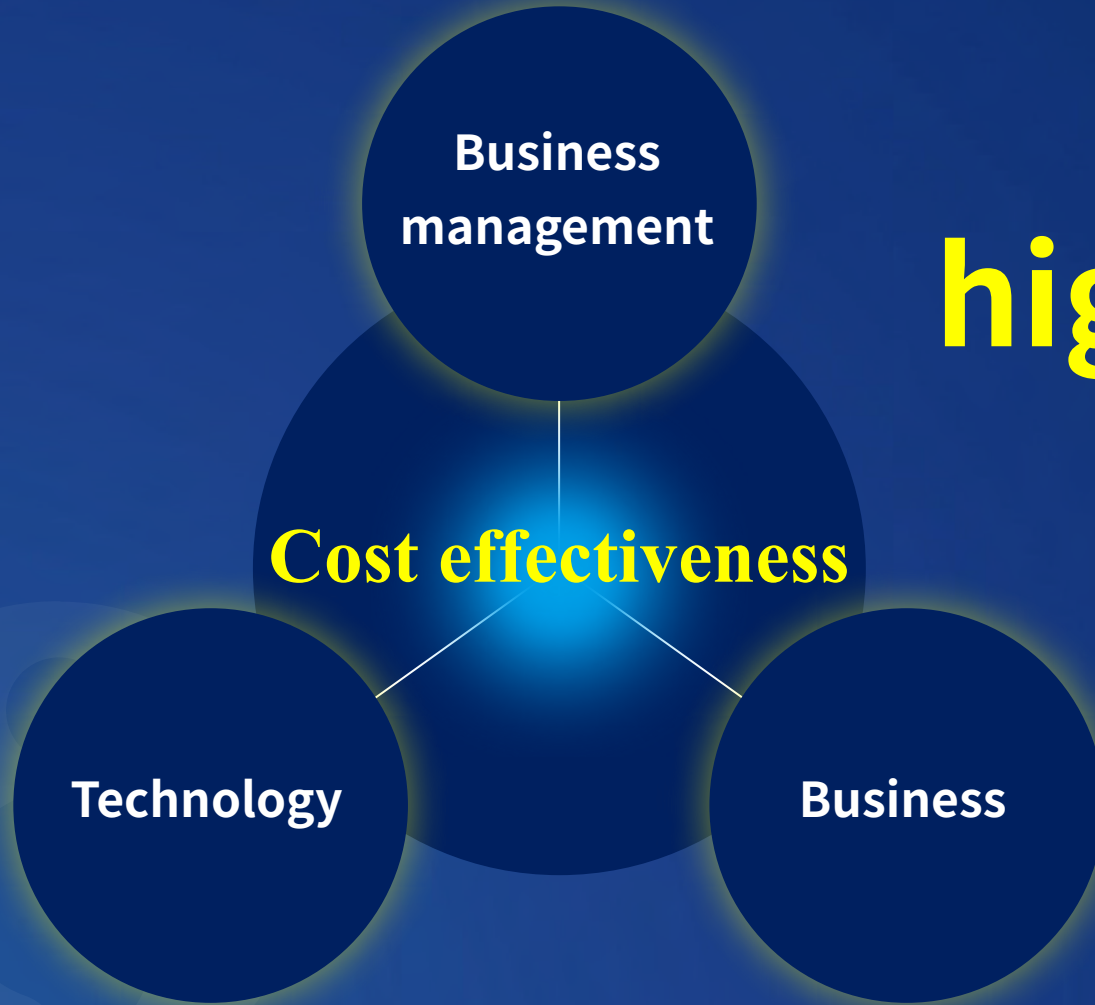 Business
management
Cost effectiveness
Technology
Business